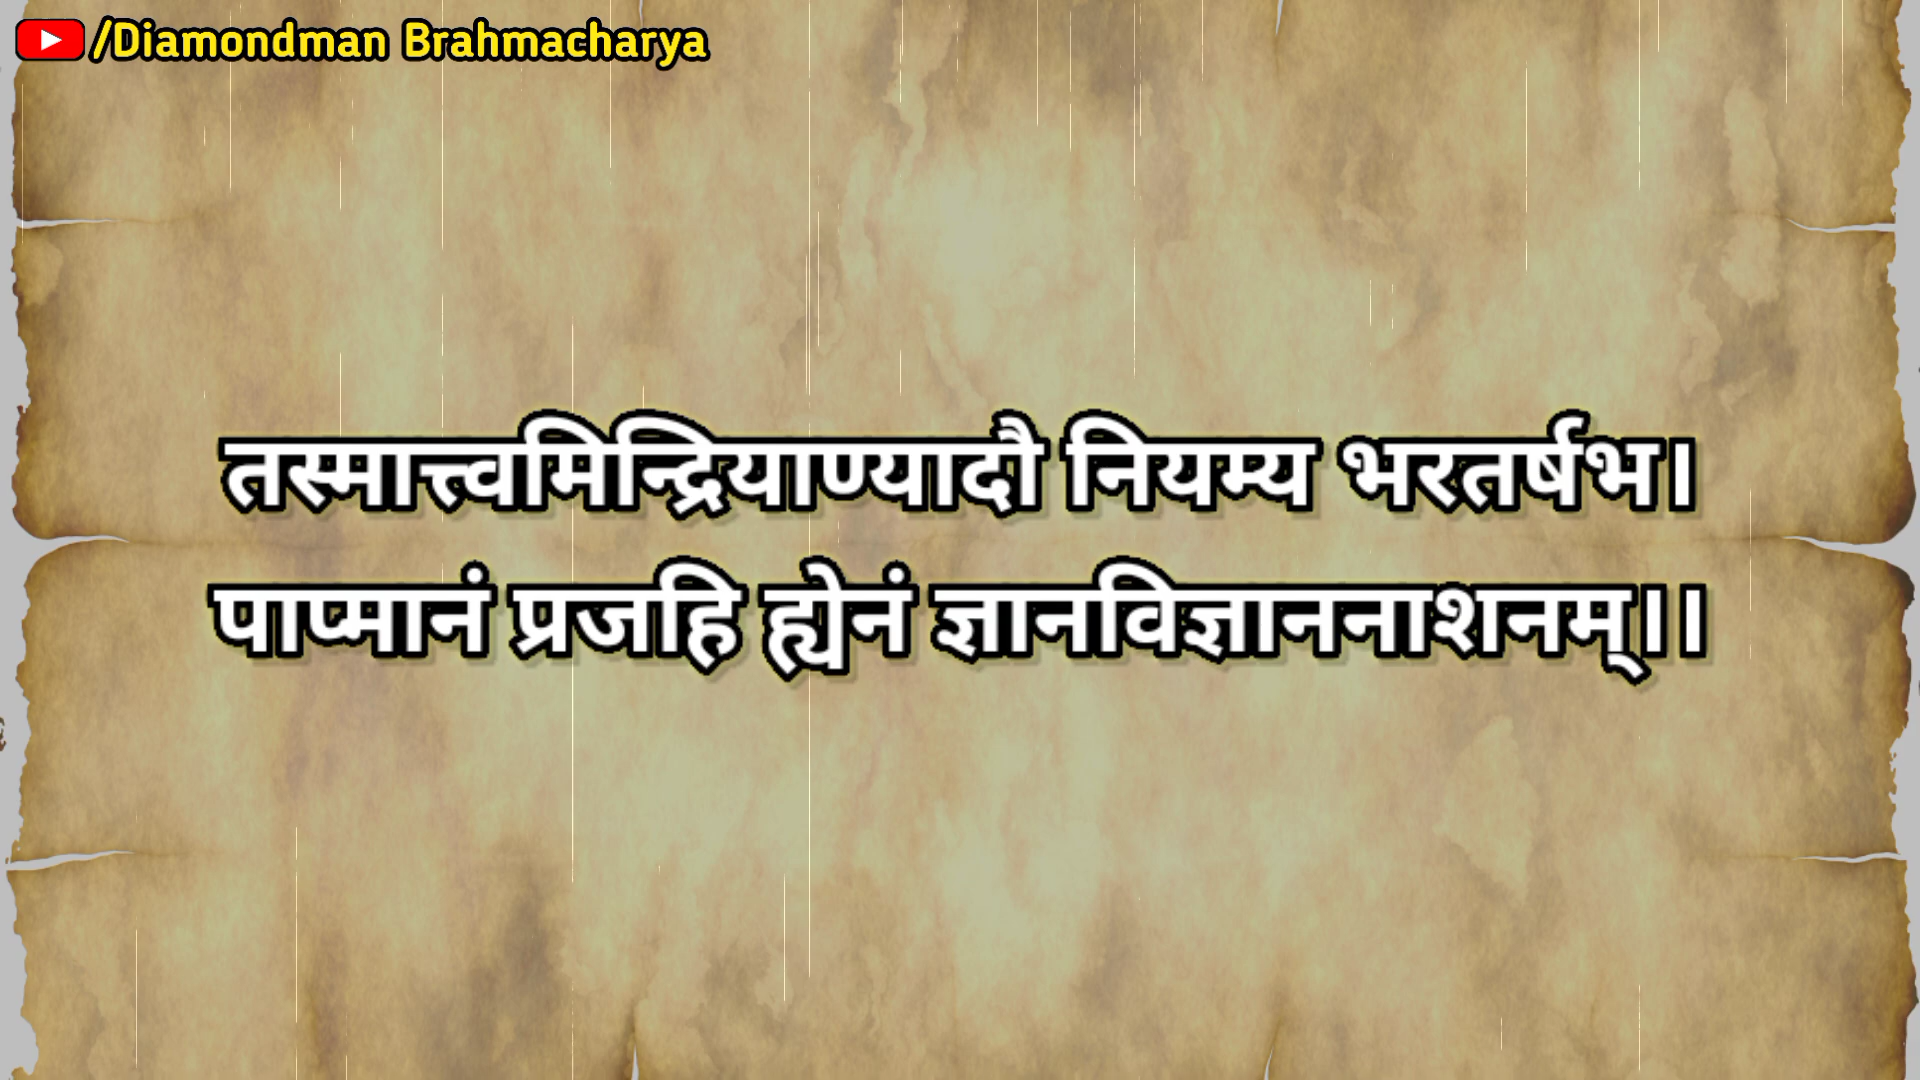 /Diamondman Brahmacharya
तस्मात्त्वमिन्द्रियाण्यादौ नियम्य भरतर्षभ।
पाप्मानं प्रजहि ह्येनं ज्ञानविज्ञाननाशनम्।।